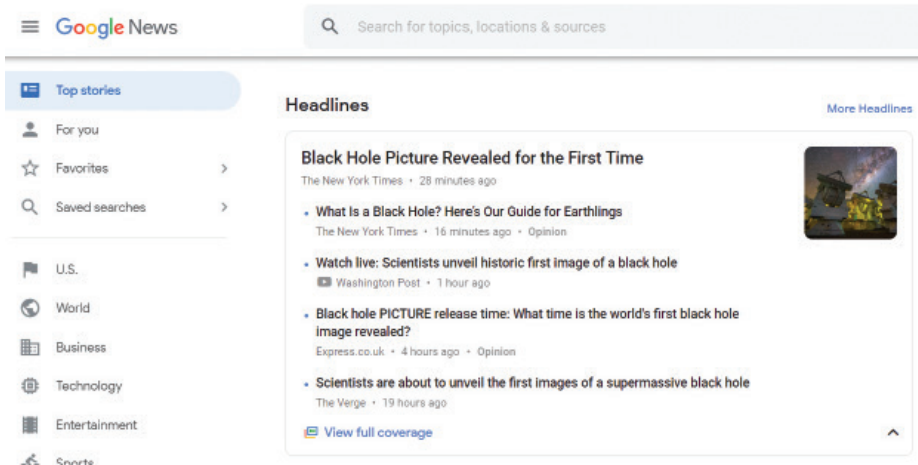 Google News
Search for topics, locations & sources
Top stories
For you
Favorites
Saved searches
U.S.
World
Business
Technology
Entertainment
Sports
Headlines
More Headlines
Black Hole Picture Revealed for the First Time
The New York Times • 28 minutes ago
• What Is a Black Hole? Here's Our Guide for Earthlings
The New York Times • 16 minutes ago • Opinion
• Watch live: Scientists unveil historic first image of a black hole
Washington Post • 1 hour ago
• Black hole PICTURE release time: What time is the world's first black hole
image revealed?
Express.co.uk • 4 hours ago • Opinion
• Scientists are about to unveil the first images of a supermassive black hole
The Verge • 19 hours ago
View full coverage